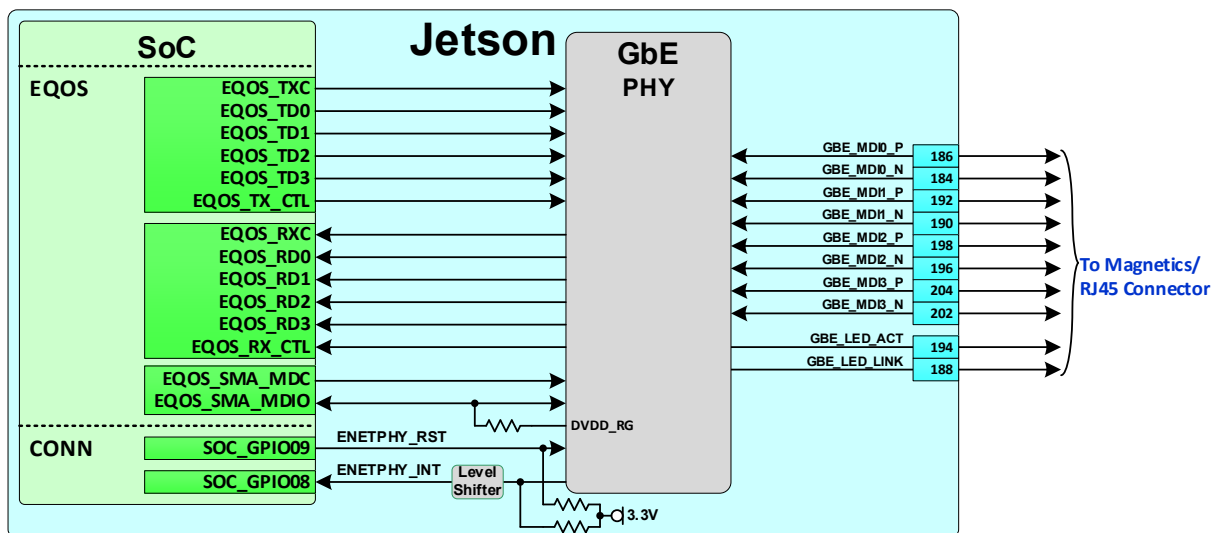 Jetson
SoC
GbE
PHY
EQOS
EQOS_TXC
EQOS_TD0
EQOS_TD1
EQOS_TD2
EQOS_TD3
EQOS_TX_CTL
EQOS_RXC
EQOS_RD0
EQOS_RD1
EQOS_RD2
EQOS_RD3
EQOS_RX_CTL
EQOS_SMA_MDC
EQOS_SMA_MDIO
DVDD_RG
CONN
SOC_GPIO09
ENETPHY_RST
SOC_GPIO08
ENETPHY_INT
Level
Shifter
3.3V
GBE_MDI0_P 186
GBE_MDI0_N 184
GBE_MDI1_P 192
GBE_MDI1_N 190
GBE_MDI2_P 198
GBE_MDI2_N 196
GBE_MDI3_P 204
GBE_MDI3_N 202
GBE_LED_ACT 194
GBE_LED_LINK 188
To Magnetics/
RJ45 Connector